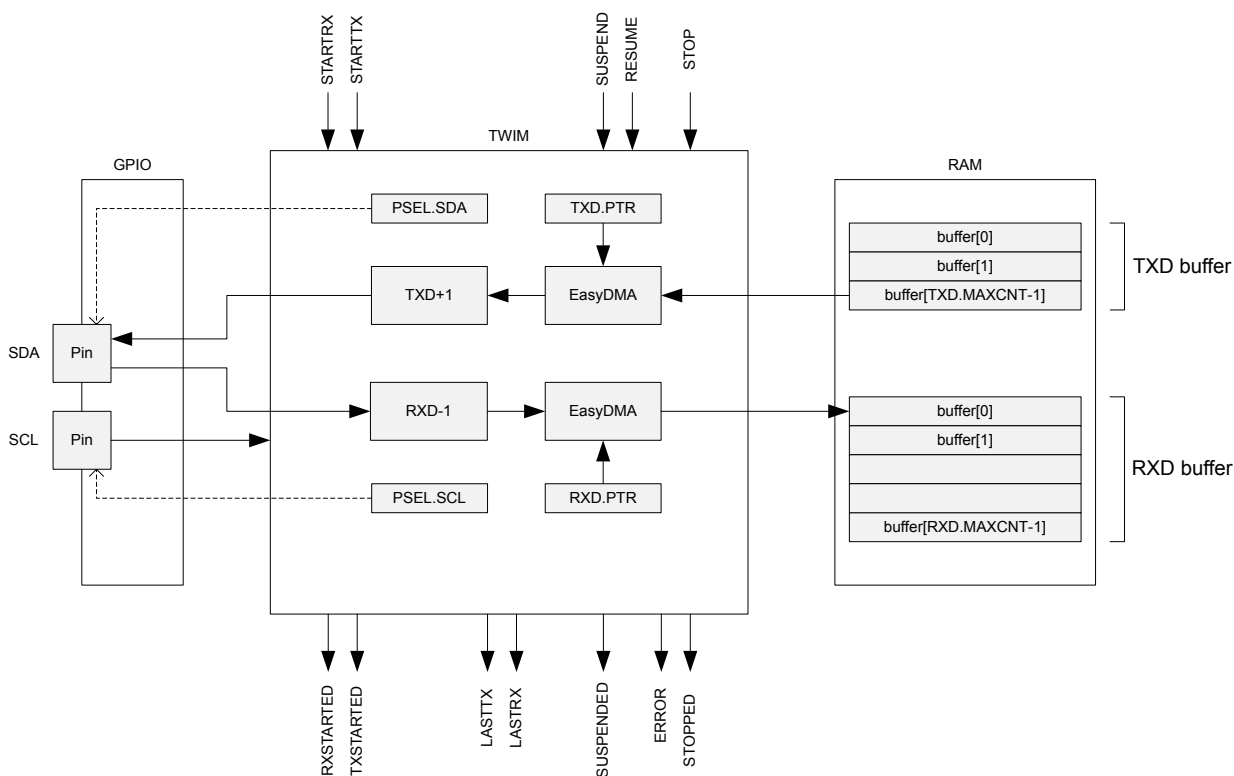 STARTRX
STARTTX
SUSPEND
RESUME
STOP
TWIM
GPIO
RAM
PSEL.SDA
TXD.PTR
buffer[0]
buffer[1]
buffer[TXD.MAXCNT-1]
TXD buffer
TXD+1
EasyDMA
SDA
Pin
RXD-1
EasyDMA
buffer[0]
buffer[1]
buffer[RXD.MAXCNT-1]
RXD buffer
SCL
Pin
PSEL.SCL
RXD.PTR
RXSTARTED
TXSTARTED
LASTTX
LASTRX
SUSPENDED
ERROR
STOPPED